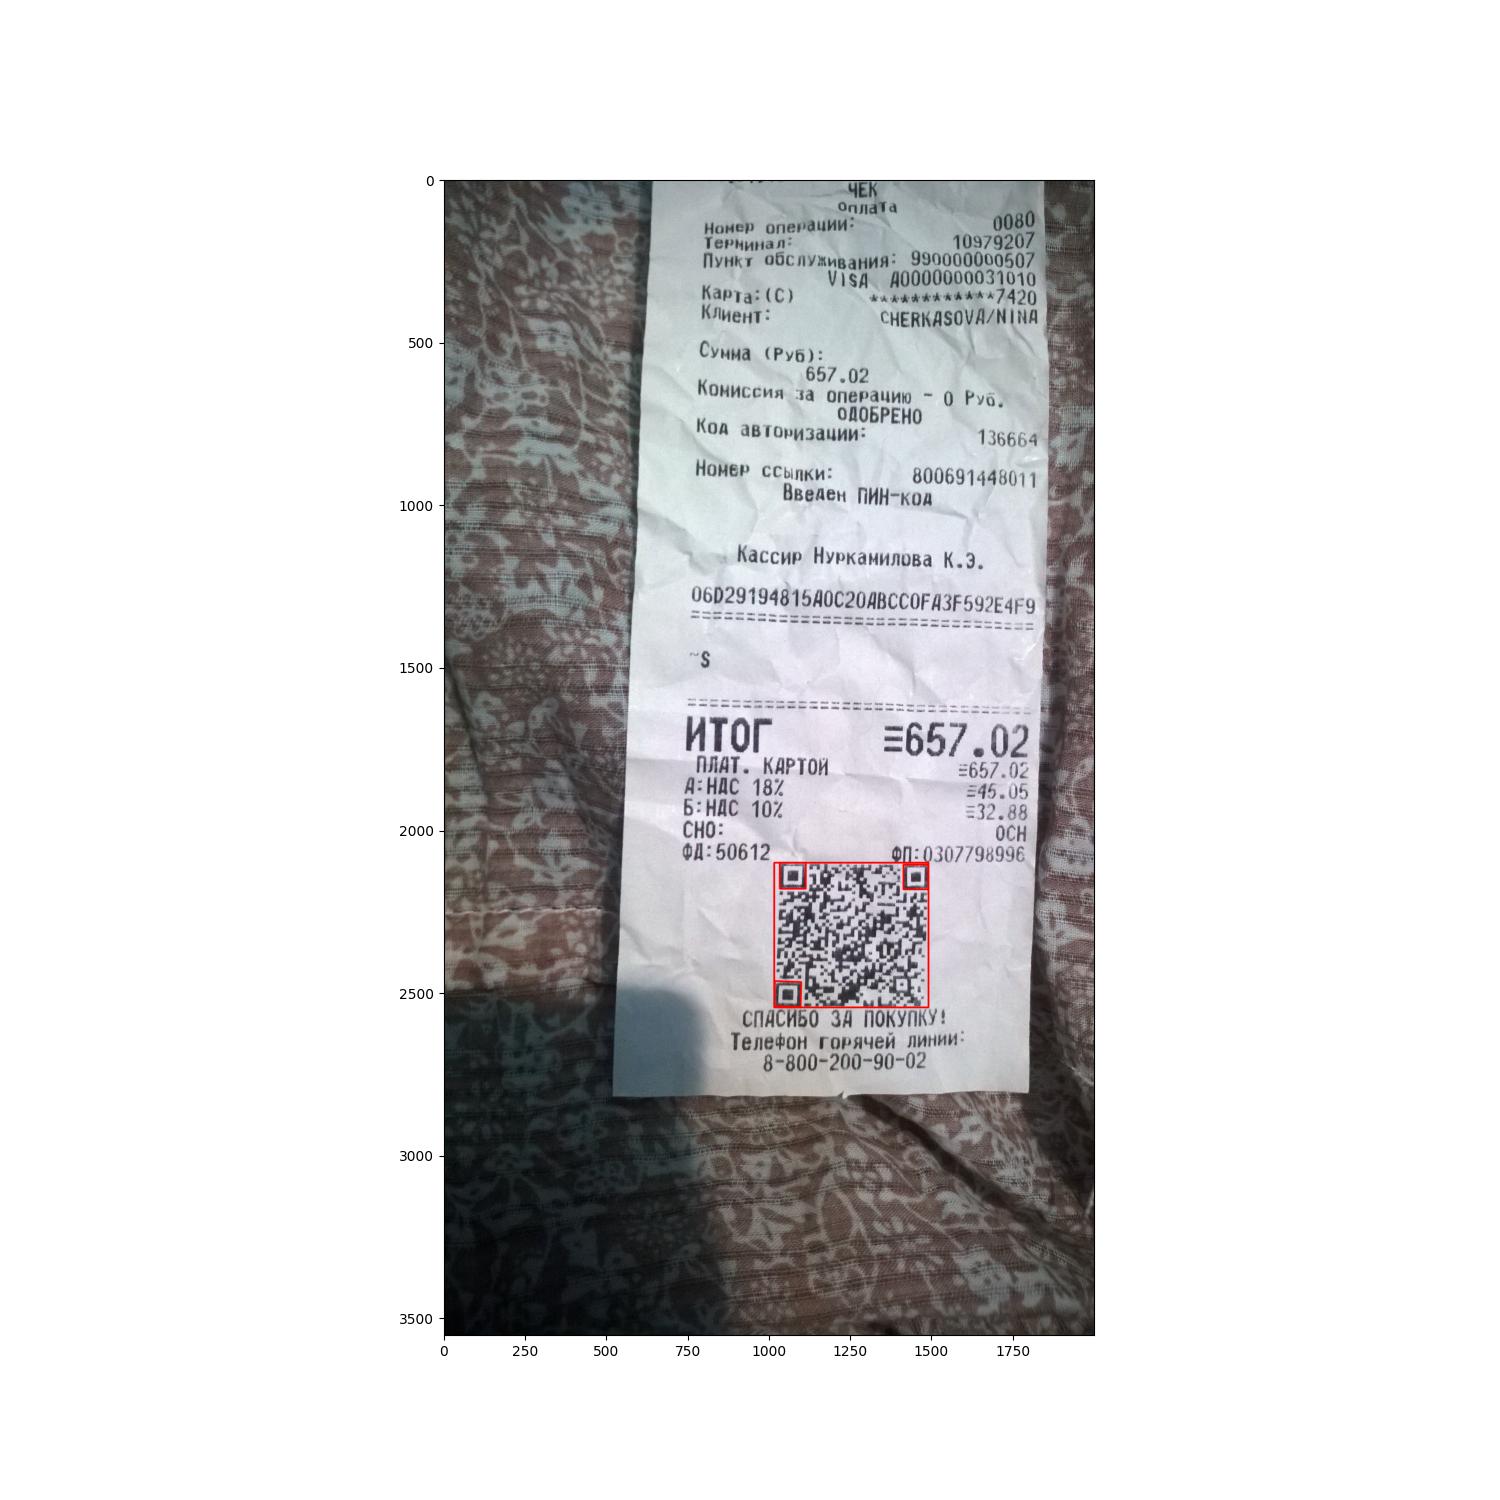 ЧЕК
оплата
Номер операции: 0080
Терминал: 10979207
Пункт обслуживания: 990000000507
VISA A0000000031010
Карта:(C) ************7420
Клиент: CHERKASOVA/NINA
Сумма (Руб):
657.02
Комиссия за операцию - 0 Руб.
ОДОБРЕНО
Код авторизации: 136664
Номер ссылки: 800691448011
Введен ПИН-код
Кассир Нуркамилова К.Э.
06D29194815A0C20ABCC0FA3F592E4F9
================================
~S
================================
ИТОГ ≡657.02
ПЛАТ. КАРТОЙ ≡657.02
А:НДС 18% ≡45.05
Б:НДС 10% ≡32.88
СНО: ОСН
ФД:50612 ФП:0307798996
СПАСИБО ЗА ПОКУПКУ!
Телефон горячей линии:
8-800-200-90-02
0
500
1000
1500
2000
2500
3000
3500
0 250 500 750 1000 1250 1500 1750